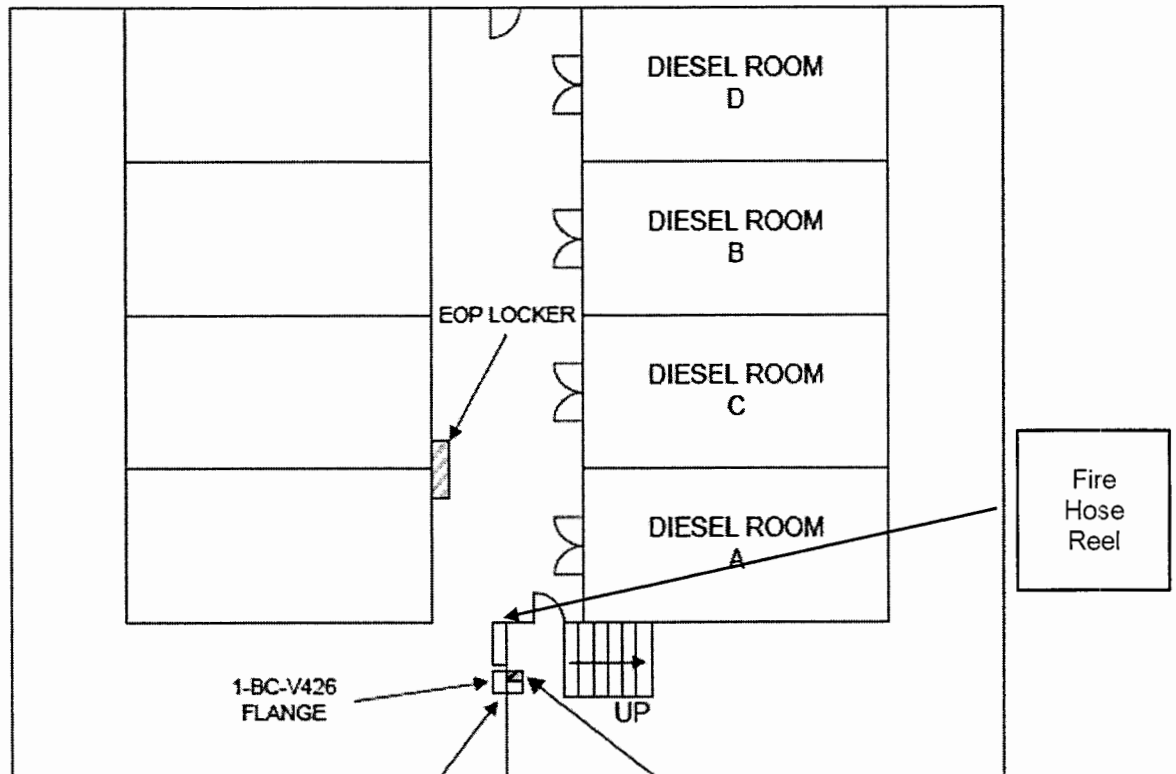 DIESEL ROOM
D
DIESEL ROOM
B
EOP LOCKER
DIESEL ROOM
C
Fire
Hose
Reel
DIESEL ROOM
A
1-BC-V426
FLANGE
UP